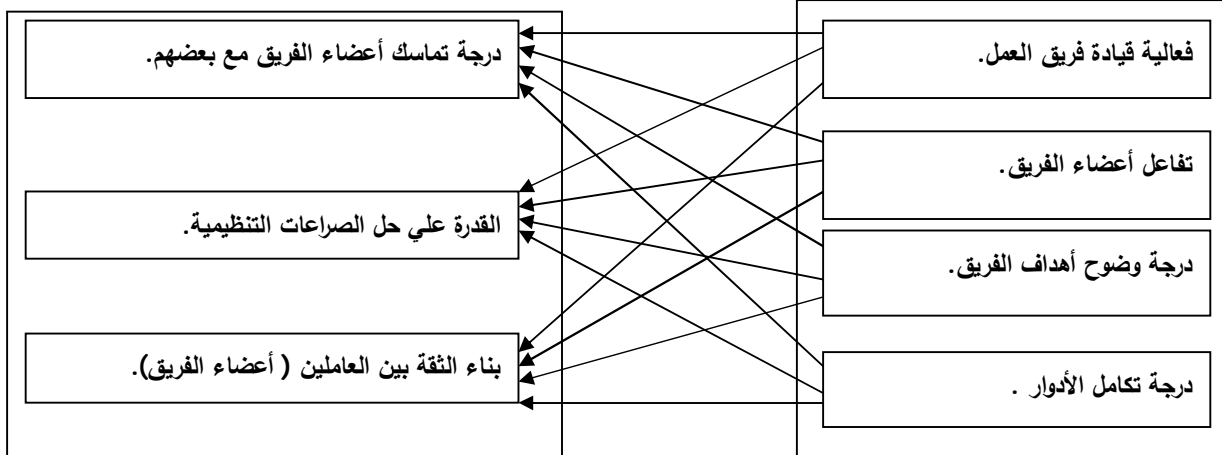 فعالية قيادة فريق العمل.
تفاعل أعضاء الفريق.
درجة وضوح أهداف الفريق.
درجة تكامل الأدوار .
درجة تماسك أعضاء الفريق مع بعضهم.
القدرة علي حل الصراعات التنظيمية.
بناء الثقة بين العاملين ( أعضاء الفريق).